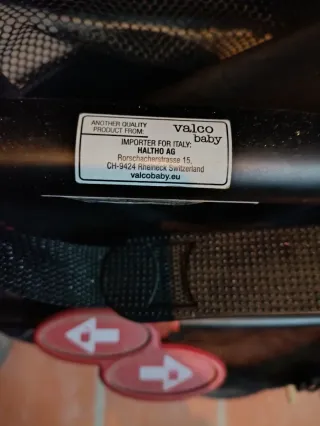 ANOTHER QUALITY
PRODUCT FROM:
valco
baby
IMPORTER FOR ITALY:
HALTHO AG
Rorschacherstrasse 15,
CH-9424 Rheineck Switzerland
valcobaby.eu